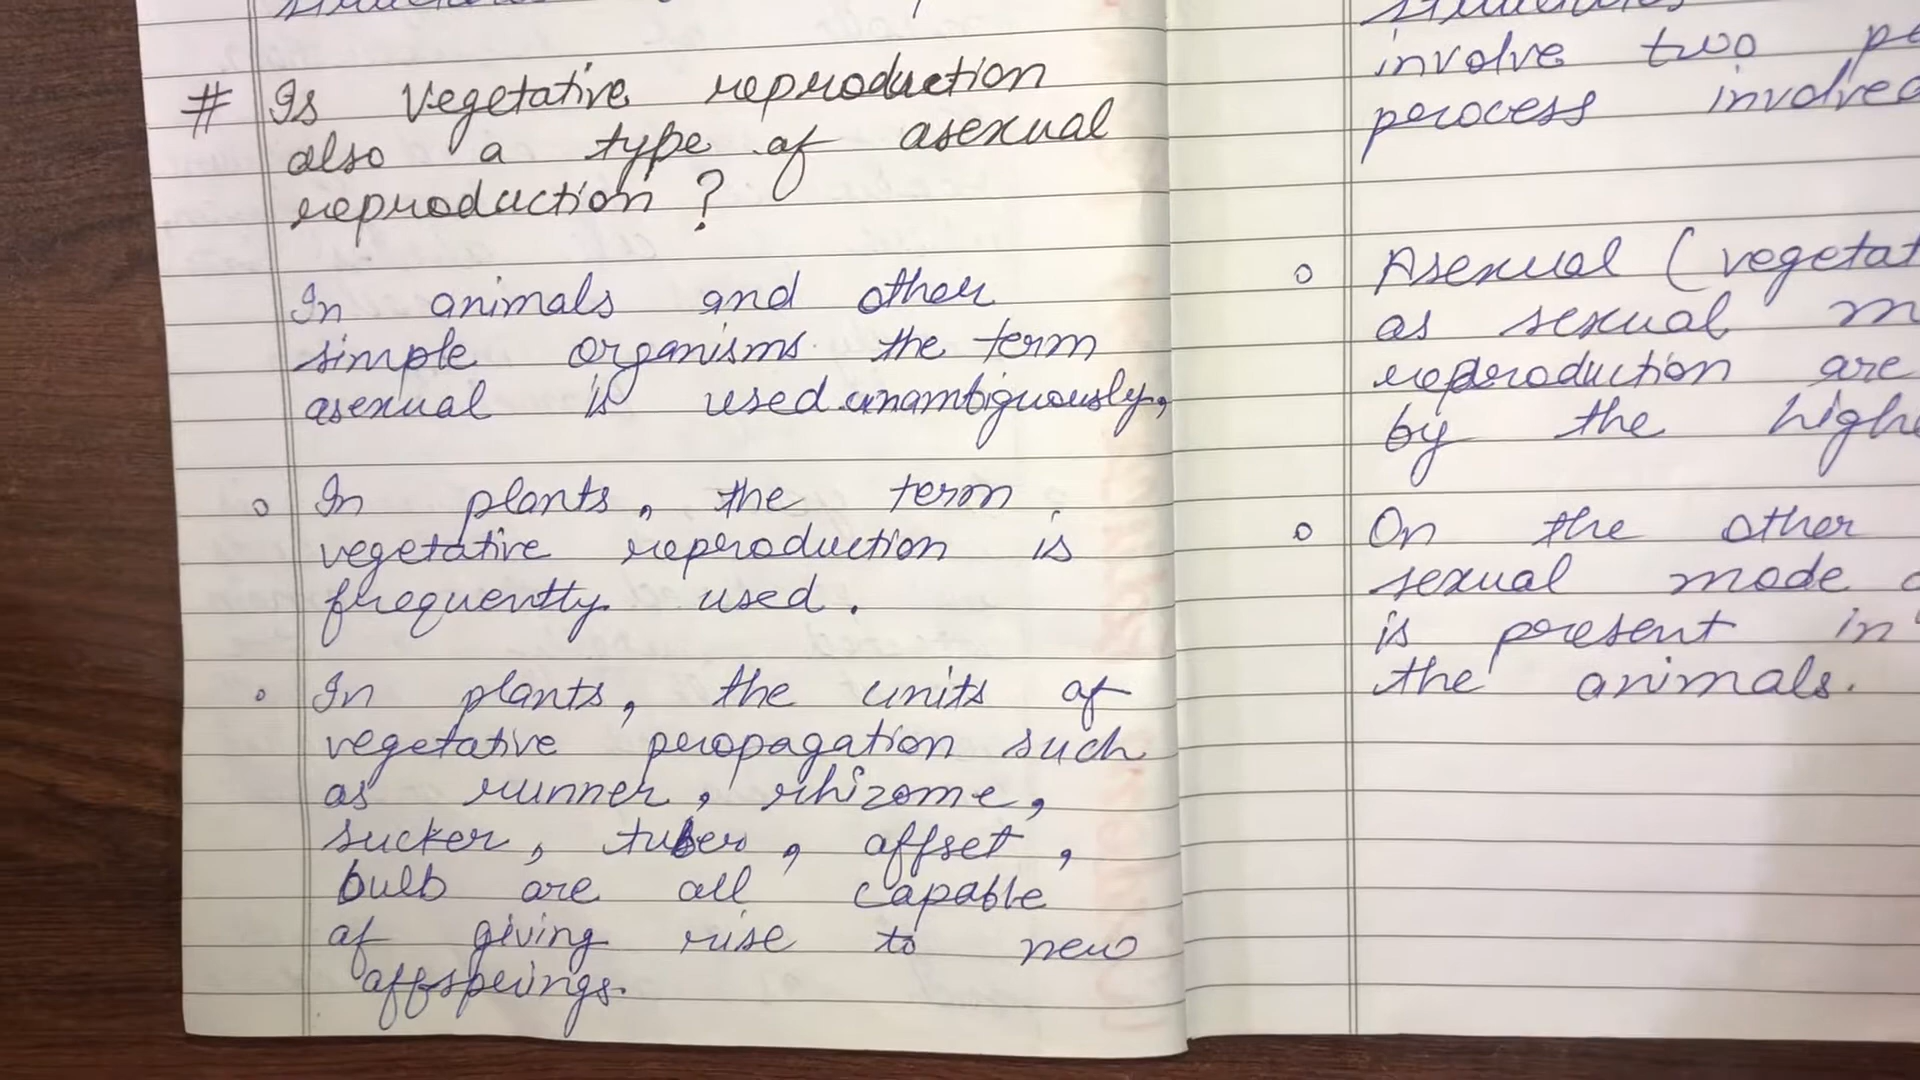 # Is Vegetative reproduction
also a type of asexual
reproduction ?
In animals and other
simple organisms the term
asexual is used unambiguously,
o In plants, the term
vegetative reproduction is
frequently used.
o In plants, the units of
vegetative propagation such
as runner, rhizome,
sucker, tuber, offset,
bulb are all capable
of giving rise to new
offsprings.
involve two
process involved
o Asexual (vegetat
as sexual m
reproduction are
by the highe
o On the other
sexual mode
is present in
the animals.